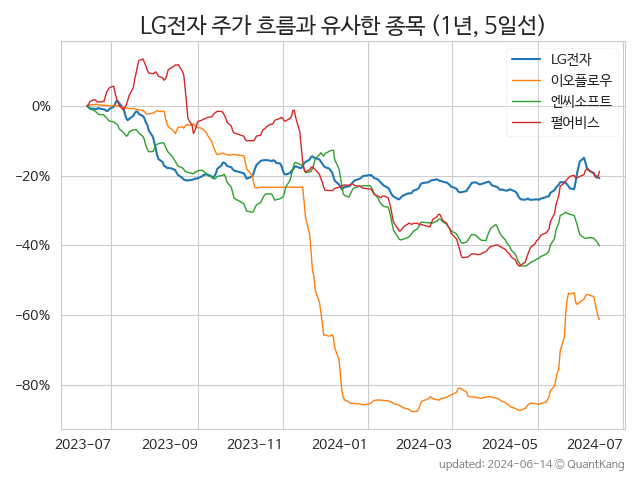 LG전자 주가 흐름과 유사한 종목 (1년, 5일선)
LG전자
이오플로우
엔씨소프트
펄어비스
0%
−20%
−40%
−60%
−80%
2023-07 2023-09 2023-11 2024-01 2024-03 2024-05 2024-07
updated: 2024-06-14 © QuantKang